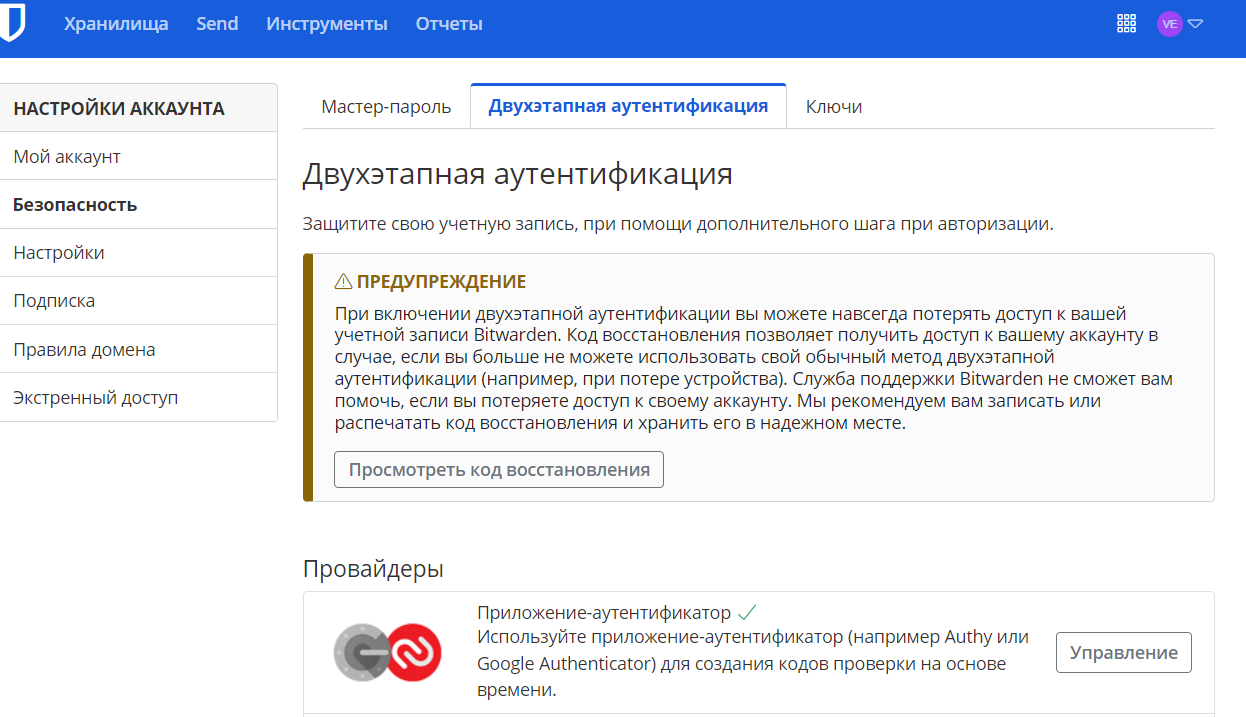 Хранилища Send Инструменты Отчеты VE
НАСТРОЙКИ АККАУНТА
Мой аккаунт
Безопасность
Настройки
Подписка
Правила домена
Экстренный доступ
Мастер-пароль Двухэтапная аутентификация Ключи
Двухэтапная аутентификация
Защитите свою учетную запись, при помощи дополнительного шага при авторизации.
ПРЕДУПРЕЖДЕНИЕ
При включении двухэтапной аутентификации вы можете навсегда потерять доступ к вашей
учетной записи Bitwarden. Код восстановления позволяет получить доступ к вашему аккаунту в
случае, если вы больше не можете использовать свой обычный метод двухэтапной
аутентификации (например, при потере устройства). Служба поддержки Bitwarden не сможет вам
помочь, если вы потеряете доступ к своему аккаунту. Мы рекомендуем вам записать или
распечатать код восстановления и хранить его в надежном месте.
Просмотреть код восстановления
Провайдеры
Приложение-аутентификатор
Используйте приложение-аутентификатор (например Authy или
Google Authenticator) для создания кодов проверки на основе
времени.
Управление